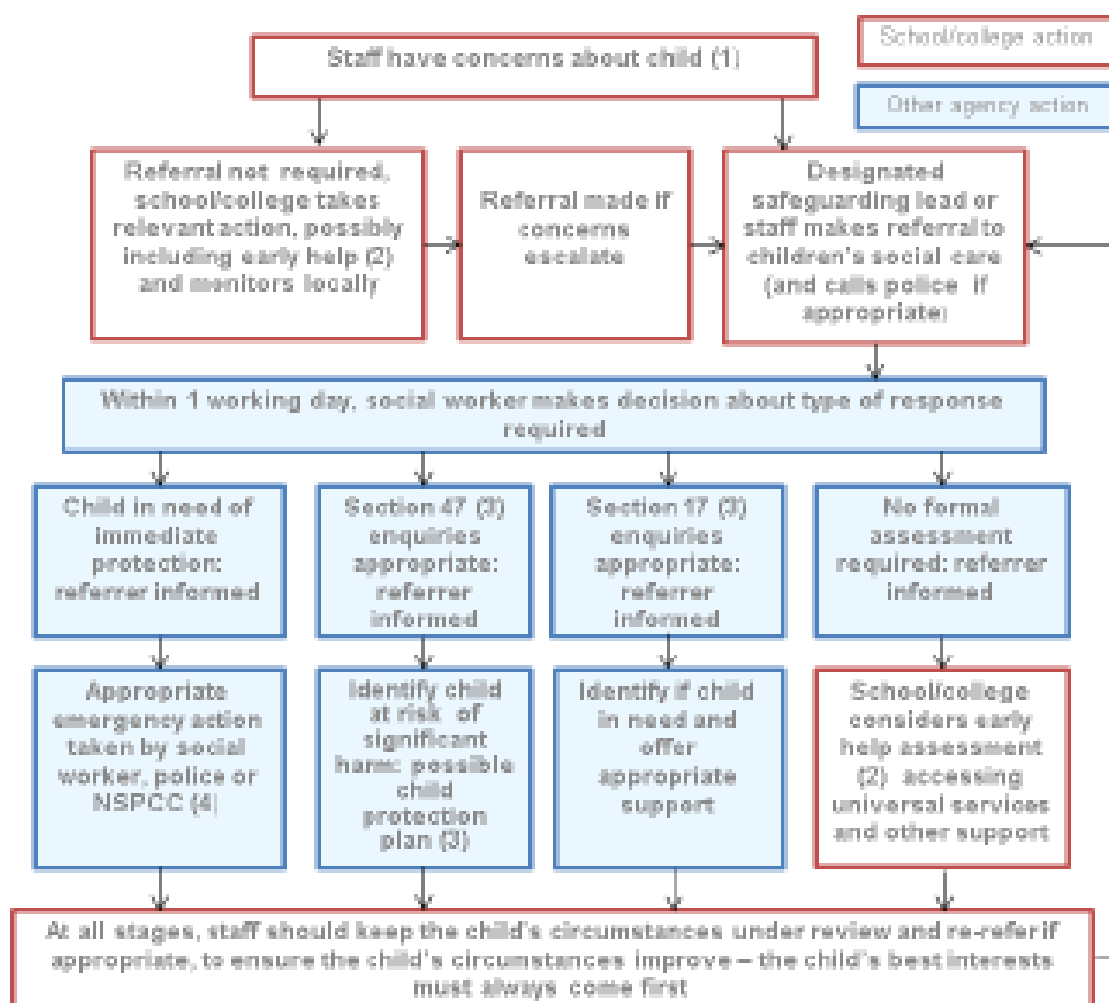 Staff have concerns about child (1)
School/college action
Other agency action
Referral not required,
school/college takes
relevant action, possibly
including early help (2)
and monitors locally
Referral made if
concerns
escalate
Designated
safeguarding lead or
staff makes referral to
children's social care
(and calls police if
appropriate)
Within 1 working day, social worker makes decision about type of response
required
Child in need of
immediate
protection:
referrer informed
Section 47 (3)
enquiries
appropriate:
referrer
informed
Section 17 (3)
enquiries
appropriate:
referrer
informed
No formal
assessment
required: referrer
informed
Appropriate
emergency action
taken by social
worker, police or
NSPCC (4)
Identify child
at risk of
significant
harm: possible
child
protection
plan (3)
Identify if child
in need and
offer
appropriate
support
School/college
considers early
help assessment
(2) accessing
universal services
and other support
At all stages, staff should keep the child's circumstances under review and re-refer if
appropriate, to ensure the child's circumstances improve – the child's best interests
must always come first